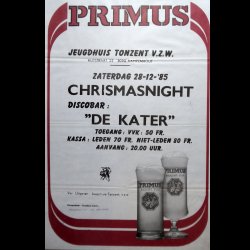 PRIMUS
JEUGDHUIS TONZENT V.Z.W.
ZATERDAG 28-12-'85
CHRISMASNIGHT
DISCOBAR :
"DE KATER"
TOEGANG : VVK : 50 FR.
KASSA : LEDEN 70 FR. NIET-LEDEN 80 FR.
AANVANG : 20.00 UUR.
PRIMUS
PRIMUS